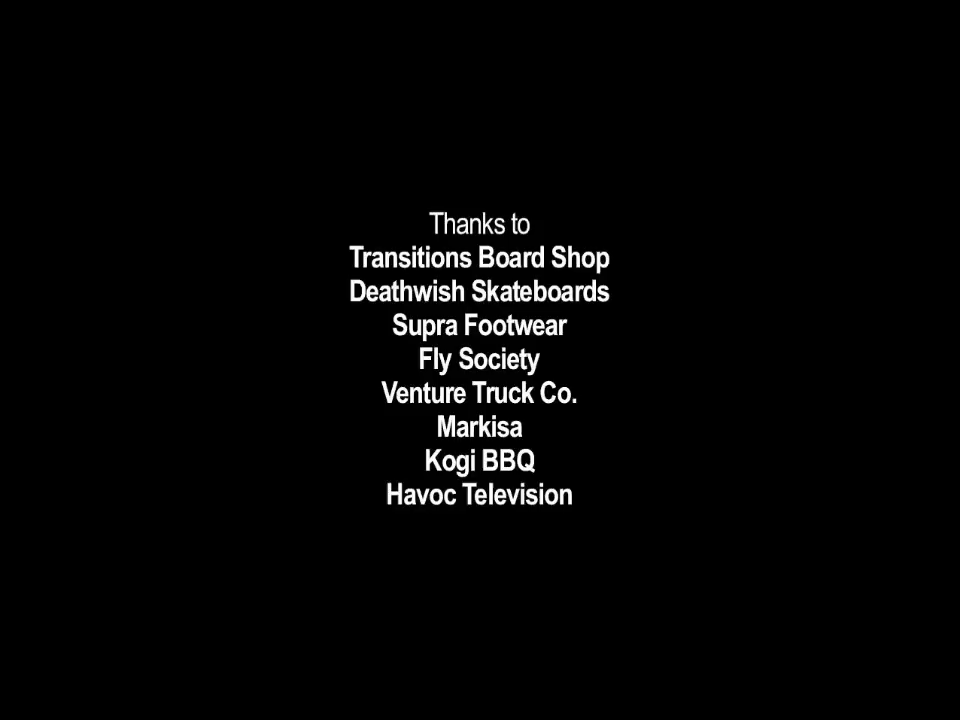 Thanks to
Transitions Board Shop
Deathwish Skateboards
Supra Footwear
Fly Society
Venture Truck Co.
Markisa
Kogi BBQ
Havoc Television